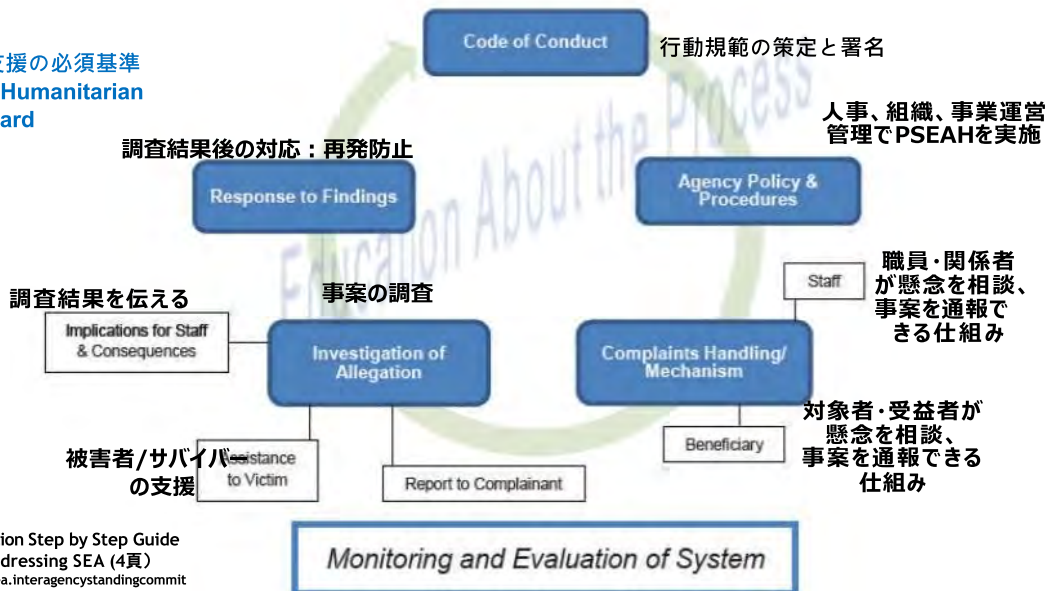 Code of Conduct
行動規範の策定と署名
支援の必須基準
Humanitarian
ard
人事、組織、事業運営
管理でPSEAHを実施
調査結果後の対応：再発防止
Response to Findings
Agency Policy &
Procedures
Education About the Process
職員・関係者
が懸念を相談、
事案を通報で
きる仕組み
Staff
調査結果を伝える
事案の調査
Implications for Staff
& Consequences
Investigation of
Allegation
Complaints Handling/
Mechanism
対象者・受益者が
懸念を相談、
事案を通報できる
仕組み
Beneficiary
被害者/サバイバー
の支援
Assistance
to Victim
Report to Complainant
ion Step by Step Guide
dressing SEA (4頁）
a.interagencystandingcommit
Monitoring and Evaluation of System